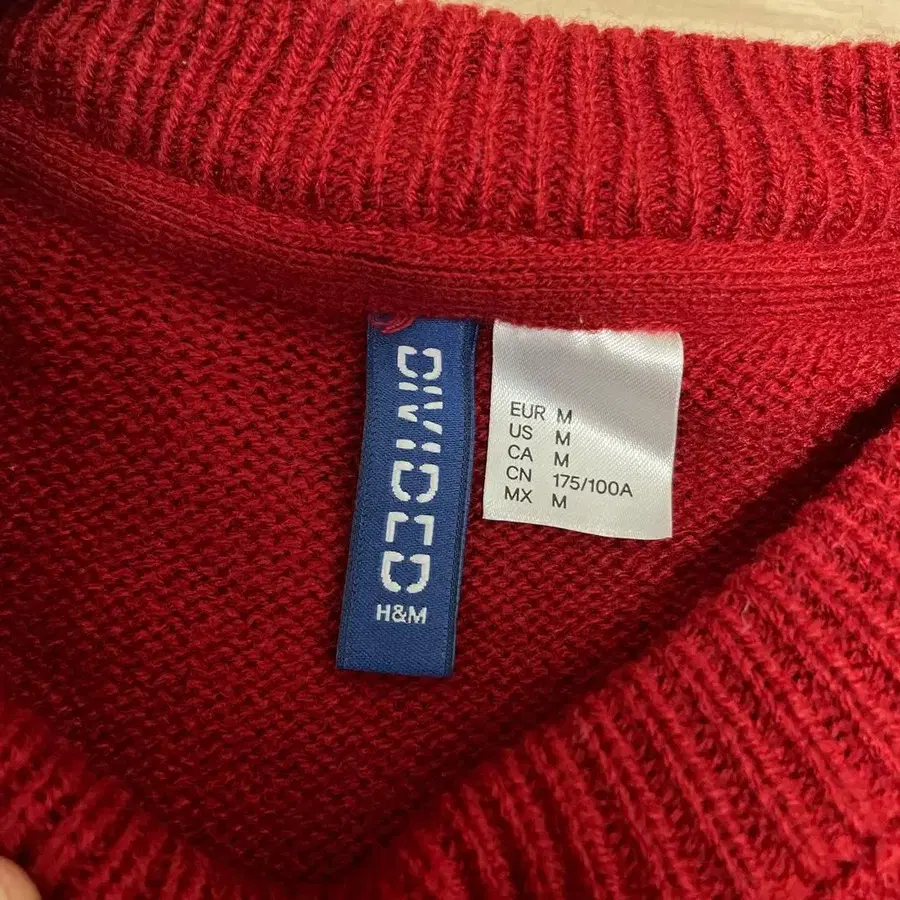 DIVIDED
H&M
EUR M
US M
CA M
CN 175/100A
MX M